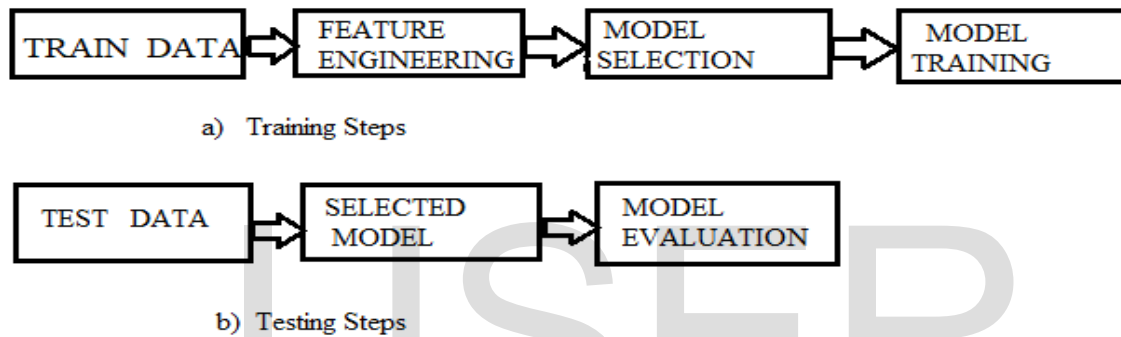 TRAIN DATA
FEATURE
ENGINEERING
MODEL
SELECTION
MODEL
TRAINING
a) Training Steps
TEST DATA
SELECTED
MODEL
MODEL
EVALUATION
b) Testing Steps